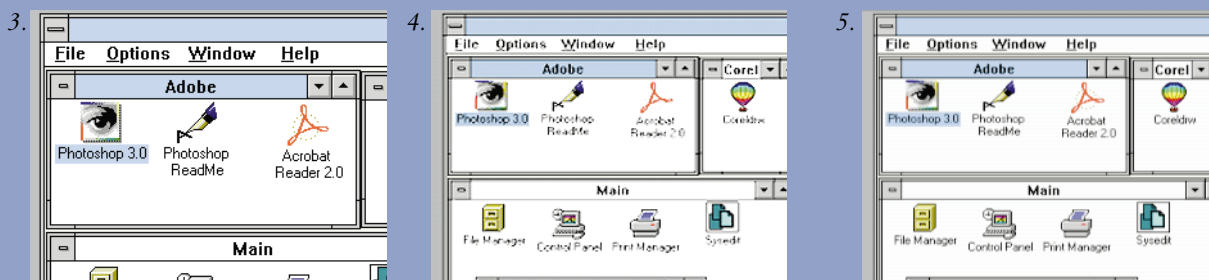 3.
File Options Window Help
Adobe
Photoshop 3.0 Photoshop ReadMe Acrobat Reader 2.0
Main
4.
File Options Window Help
Adobe Corel
Photoshop 3.0 Photoshop ReadMe Acrobat Reader 2.0 Coreldrw
Main
File Manager Control Panel Print Manager Sysedit
5.
File Options Window Help
Adobe Corel
Photoshop 3.0 Photoshop ReadMe Acrobat Reader 2.0 Coreldrw
Main
File Manager Control Panel Print Manager Sysedit